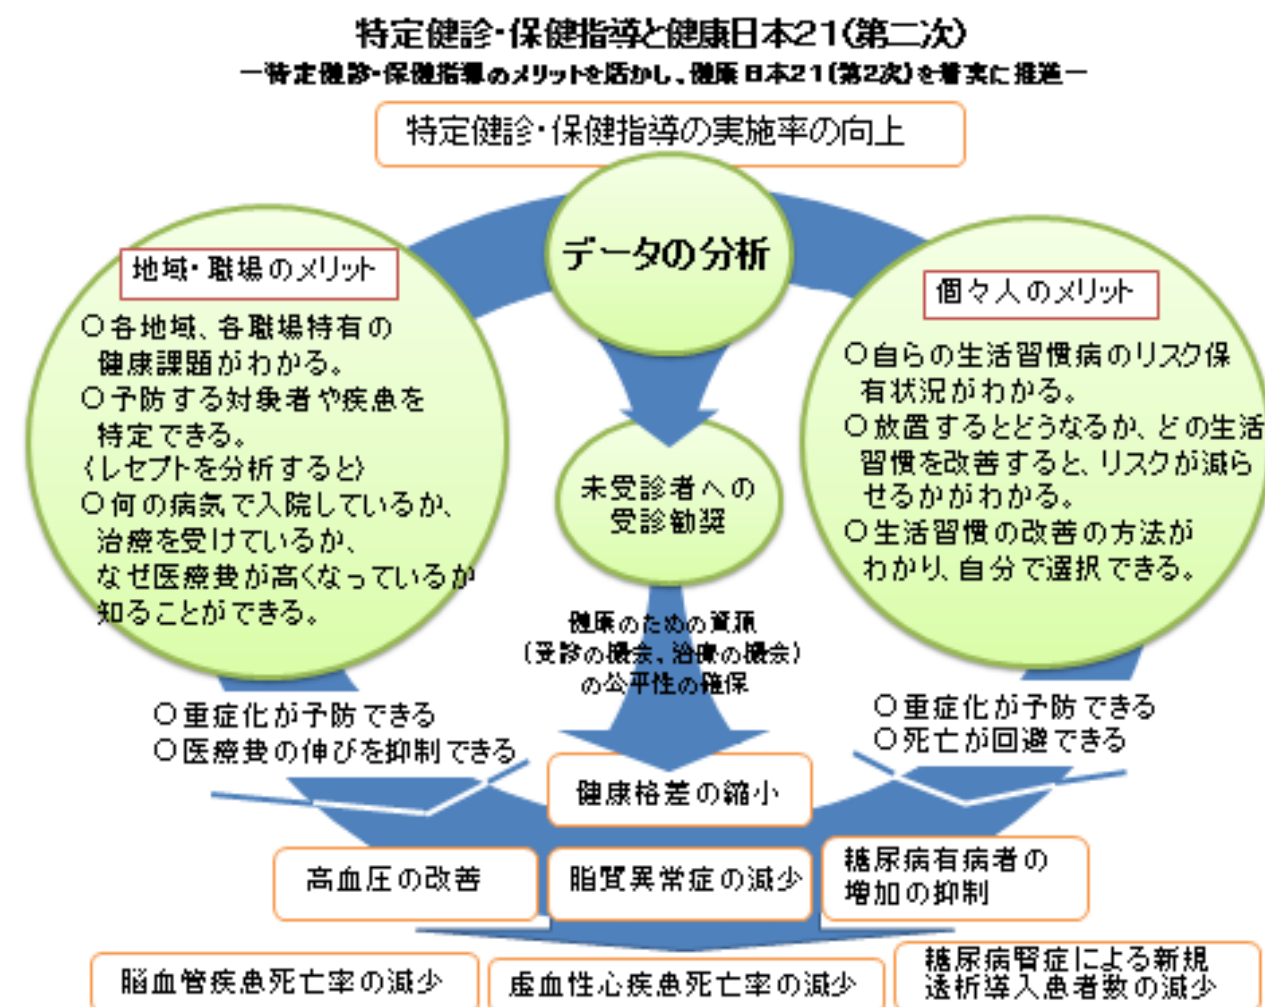 特定健診・保健指導と健康日本21(第二次)
ー特定健診・保健指導のメリットを活かし、健康日本21(第2次)を着実に推進ー
特定健診・保健指導の実施率の向上
データの分析
地域・職場のメリット
○各地域、各職場特有の
健康課題がわかる。
○予防する対象者や疾患を
特定できる。
〈レセプトを分析すると〉
○何の病気で入院しているか、
治療を受けているか、
なぜ医療費が高くなっているか
知ることができる。
個々人のメリット
○自らの生活習慣病のリスク保
有状況がわかる。
○放置するとどうなるか、どの生活
習慣を改善すると、リスクが減ら
せるかがわかる。
○生活習慣の改善の方法が
わかり、自分で選択できる。
未受診者への
受診勧奨
健康のための資源
(受診の機会、治療の機会)
の公平性の確保
○重症化が予防できる
○医療費の伸びを抑制できる
○重症化が予防できる
○死亡が回避できる
健康格差の縮小
高血圧の改善
脂質異常症の減少
糖尿病有病者の
増加の抑制
脳血管疾患死亡率の減少
虚血性心疾患死亡率の減少
糖尿病腎症による新規
透析導入患者数の減少